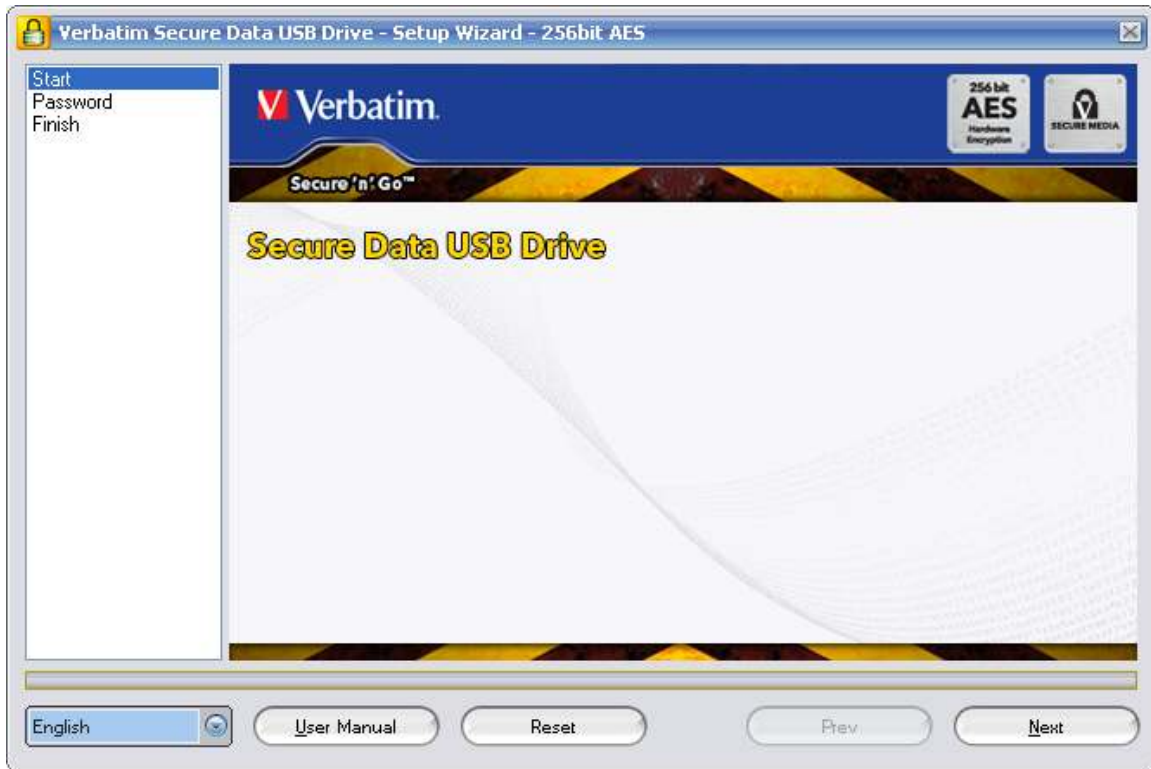 Verbatim Secure Data USB Drive - Setup Wizard - 256bit AES
Start
Password
Finish
Verbatim.
256 bit
AES
Hardware
Encryption
SECURE MEDIA
Secure 'n' Go™
Secure Data USB Drive
English
User Manual
Reset
Prev
Next